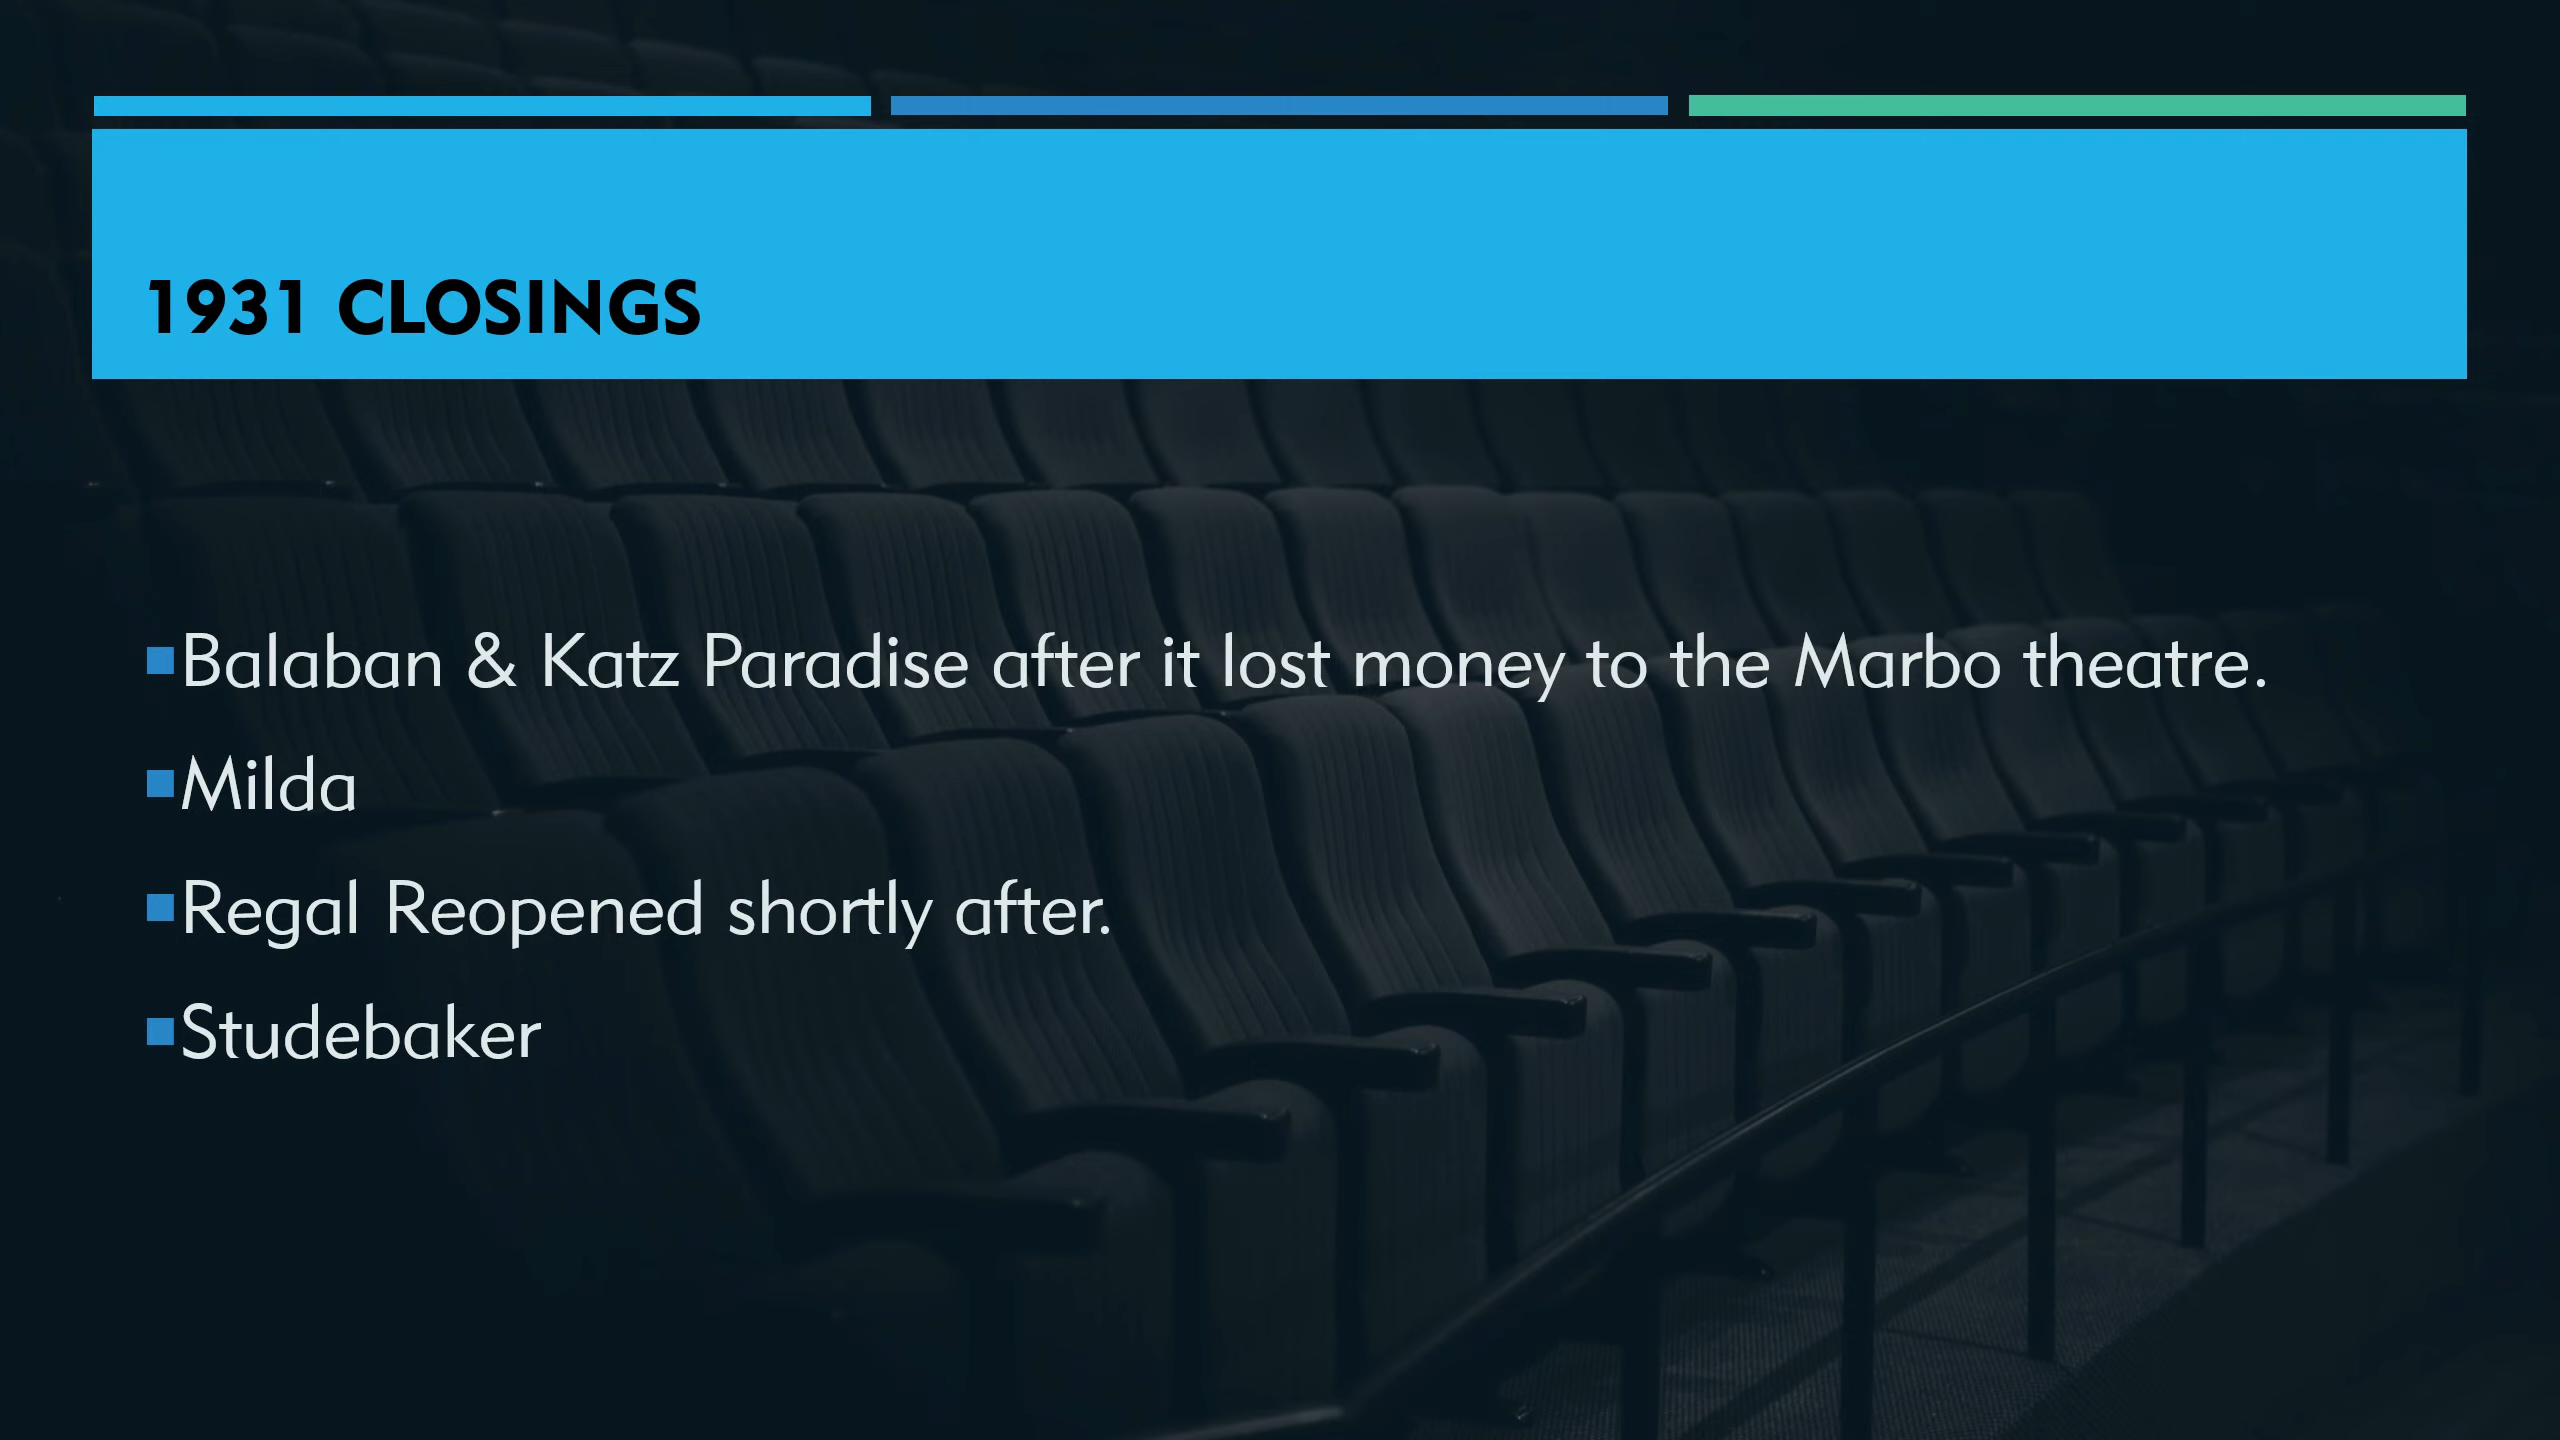 1931 CLOSINGS
Balaban & Katz Paradise after it lost money to the Marbo theatre.
Milda
Regal Reopened shortly after.
Studebaker